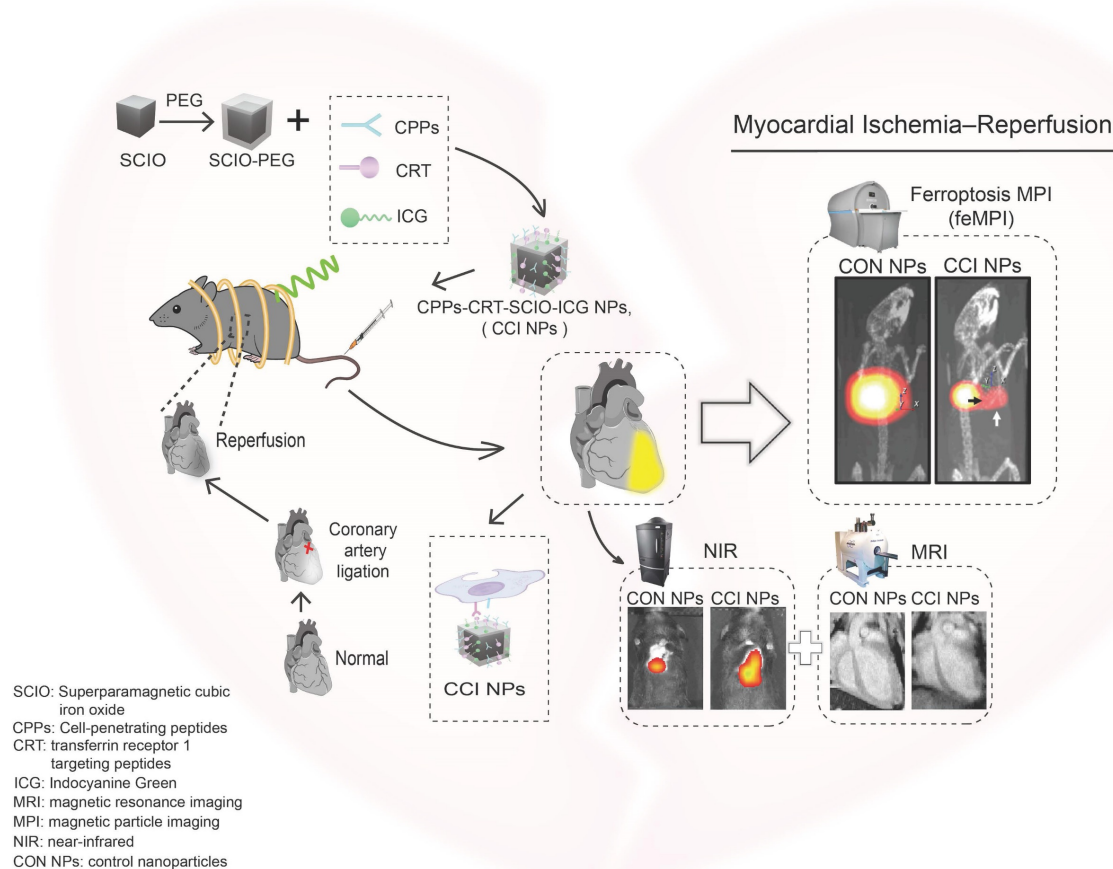 PEG
SCIO
SCIO-PEG
+
CPPs
CRT
ICG
CPPs-CRT-SCIO-ICG NPs,
( CCI NPs )
Reperfusion
Coronary
artery
ligation
Normal
CCI NPs
Myocardial Ischemia–Reperfusion
Ferroptosis MPI
(feMPI)
CON NPs
CCI NPs
NIR
CON NPs
CCI NPs
MRI
CON NPs
CCI NPs
SCIO: Superparamagnetic cubic
iron oxide
CPPs: Cell-penetrating peptides
CRT: transferrin receptor 1
targeting peptides
ICG: Indocyanine Green
MRI: magnetic resonance imaging
MPI: magnetic particle imaging
NIR: near-infrared
CON NPs: control nanoparticles